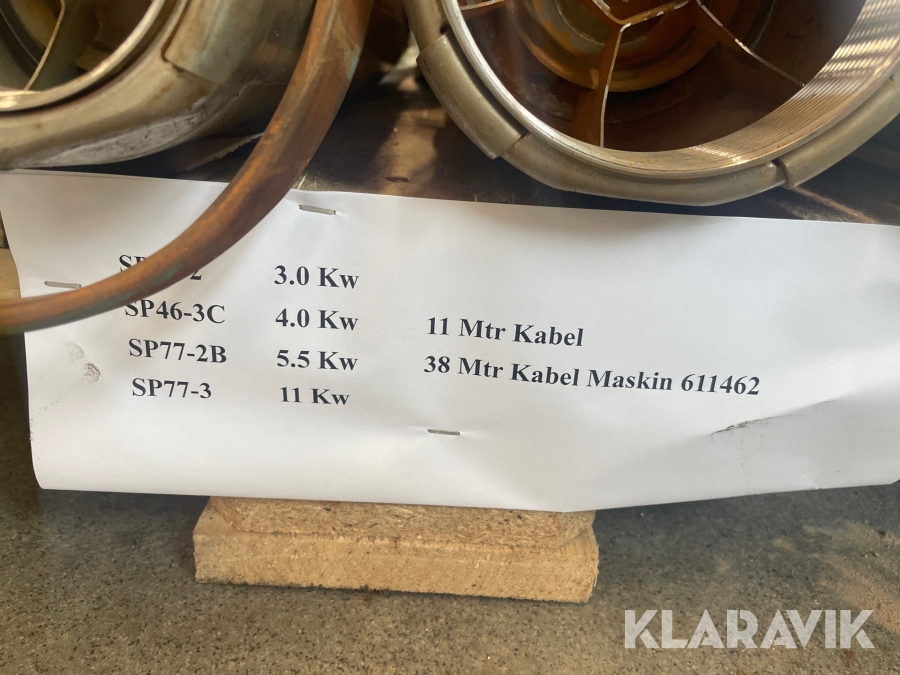 3.0 Kw
SP46-3C 4.0 Kw 11 Mtr Kabel
SP77-2B 5.5 Kw 38 Mtr Kabel Maskin 611462
SP77-3 11 Kw
KLARAVIK